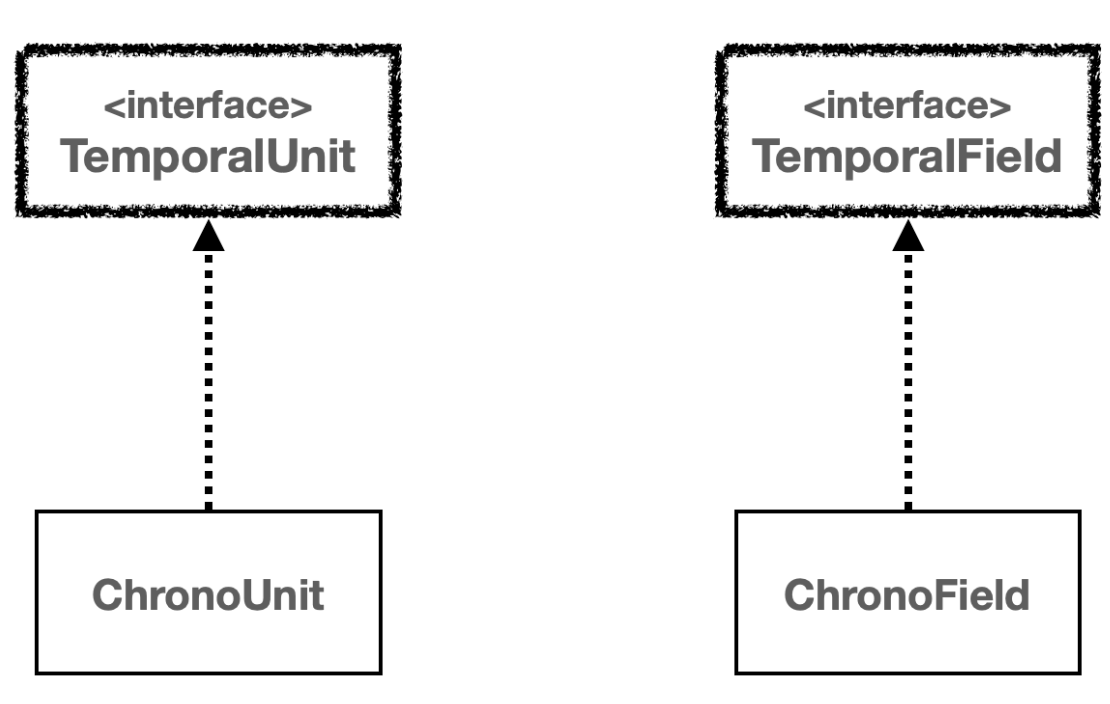 <interface>
TemporalUnit
<interface>
TemporalField
ChronoUnit
ChronoField